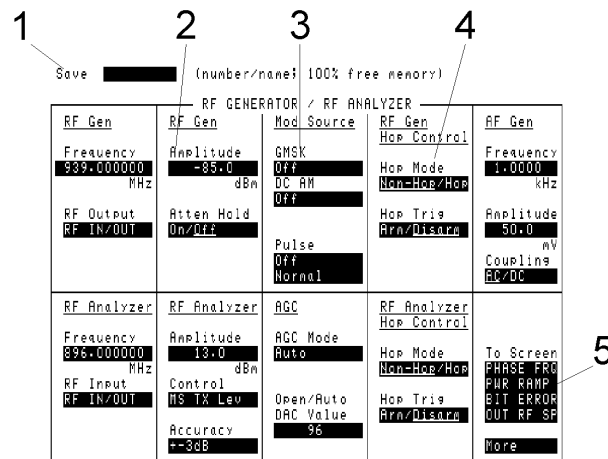 1 2 3 4
Save (number/name; 100% free memory)
RF GENERATOR / RF ANALYZER
RF Gen RF Gen Mod Source RF Gen AF Gen
Hop Control
Frequency Amplitude GMSK Frequency
939.000000 -85.0 Off Hop Mode 1.0000
MHz dBm DC AM Non-Hop/Hop kHz
Off
RF Output Atten Hold Hop Trig Amplitude
RF IN/OUT On/Off Arm/Disarm 50.0
Pulse mV
Off Coupling
Normal AC/DC
RF Analyzer RF Analyzer AGC RF Analyzer
Hop Control
Frequency Amplitude AGC Mode
896.000000 13.0 Auto Hop Mode To Screen
MHz dBm Non-Hop/Hop PHASE FRQ 5
RF Input Control PWR RAMP
RF IN/OUT MS TX Lev Open/Auto Hop Trig BIT ERROR
DAC Value Arm/Disarm OUT RF SP
Accuracy 96
+-3dB More